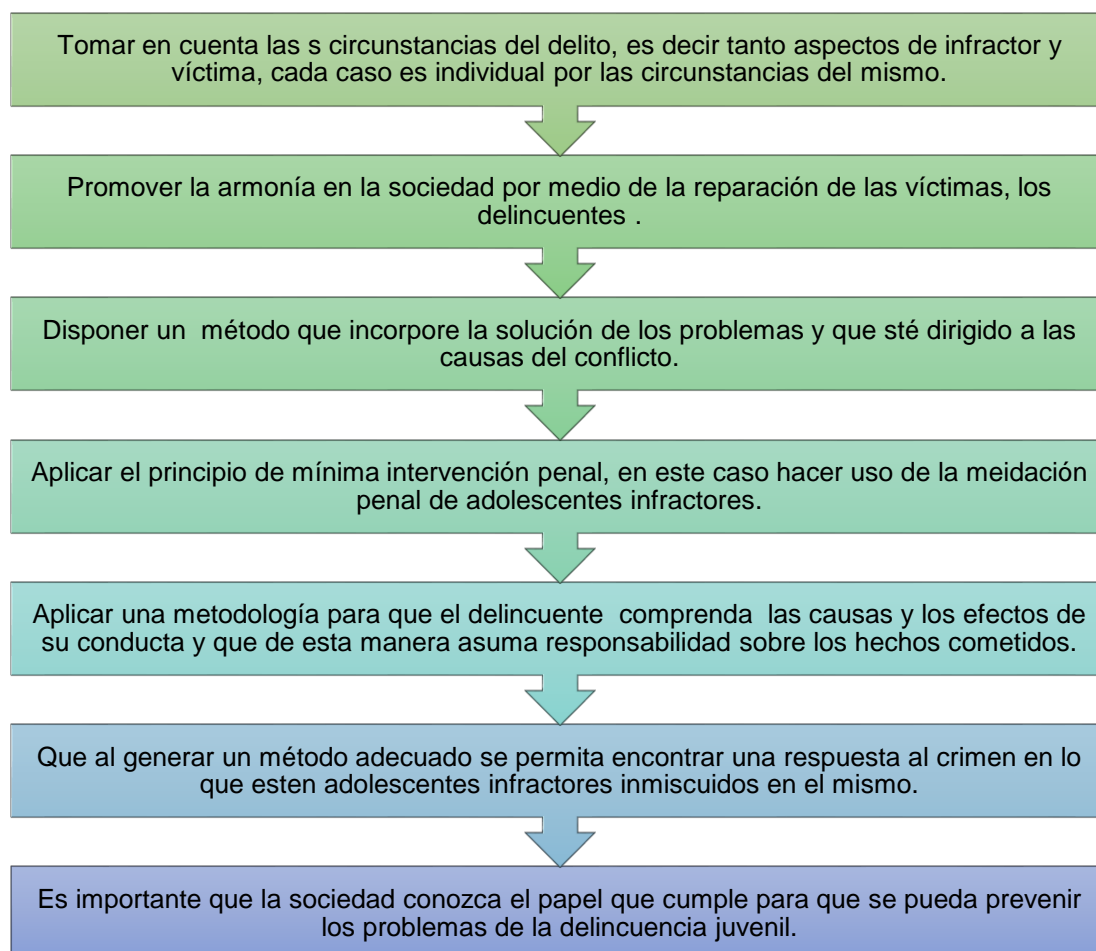 Tomar en cuenta las s circunstancias del delito, es decir tanto aspectos de infractor y
víctima, cada caso es individual por las circunstancias del mismo.
Promover la armonía en la sociedad por medio de la reparación de las víctimas, los
delincuentes .
Disponer un  método que incorpore la solución de los problemas y que sté dirigido a las
causas del conflicto.
Aplicar el principio de mínima intervención penal, en este caso hacer uso de la meidación
penal de adolescentes infractores.
Aplicar una metodología para que el delincuente  comprenda  las causas y los efectos de
su conducta y que de esta manera asuma responsabilidad sobre los hechos cometidos.
Que al generar un método adecuado se permita encontrar una respuesta al crimen en lo
que esten adolescentes infractores inmiscuidos en el mismo.
Es importante que la sociedad conozca el papel que cumple para que se pueda prevenir
los problemas de la delincuencia juvenil.